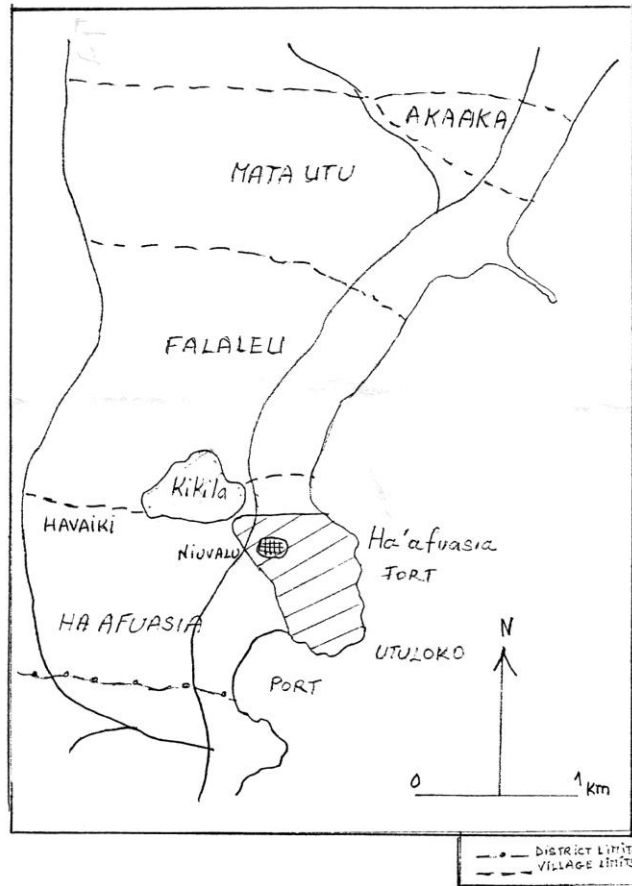 AKAAKA
MATA UTU
FALALEU
Kikila
HAVAIKI
NIUVALU
Ha'afuasia
FORT
HA AFUASIA
UTULOKO
PORT
N
0 1 Km
DISTRICT LIMIT
VILLAGE LIMIT